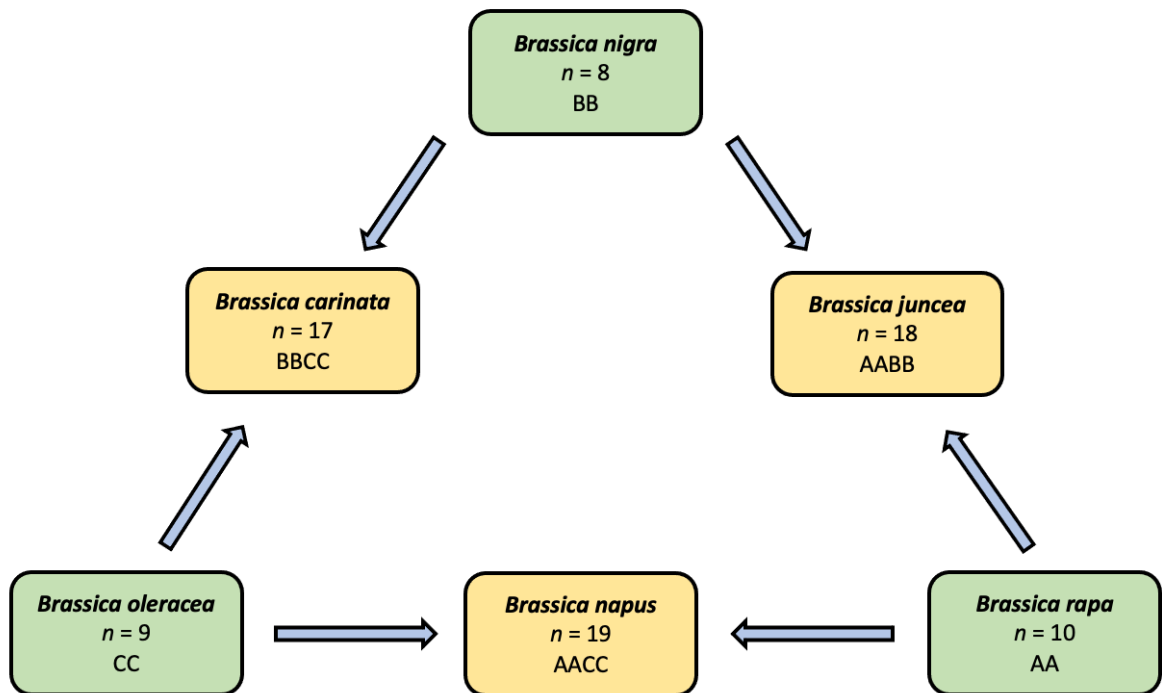 Brassica nigra
n = 8
BB
Brassica carinata
n = 17
BBCC
Brassica juncea
n = 18
AABB
Brassica oleracea
n = 9
CC
Brassica napus
n = 19
AACC
Brassica rapa
n = 10
AA